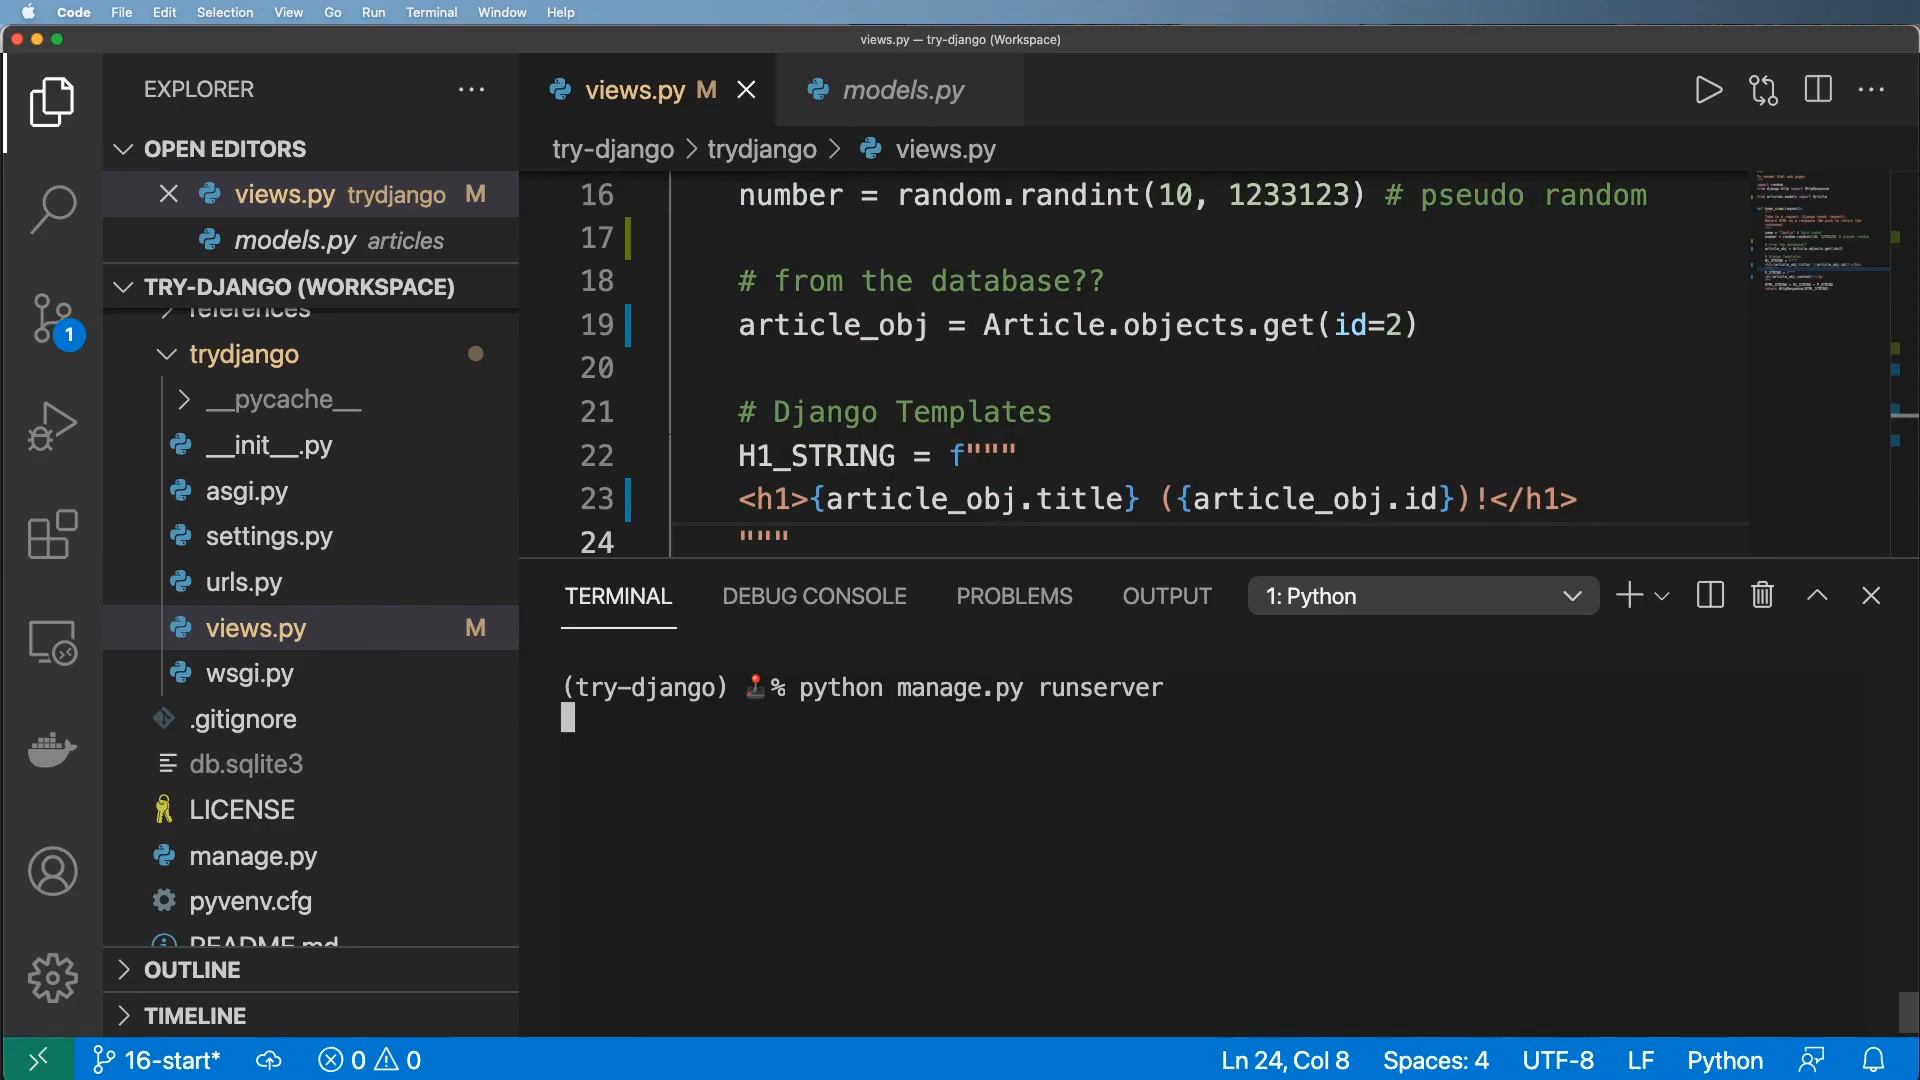 Code File Edit Selection View Go Run Terminal Window Help
views.py — try-django (Workspace)
EXPLORER
views.py M
models.py
OPEN EDITORS
try-django > trydjango > views.py
views.py trydjango M
models.py articles
TRY-DJANGO (WORKSPACE)
references
trydjango
__pycache__
__init__.py
asgi.py
settings.py
urls.py
views.py M
wsgi.py
.gitignore
db.sqlite3
LICENSE
manage.py
pyvenv.cfg
README.md
OUTLINE
TIMELINE
1
16 number = random.randint(10, 1233123) # pseudo random
17
18 # from the database??
19 article_obj = Article.objects.get(id=2)
20
21 # Django Templates
22 H1_STRING = f"""
23 <h1>{article_obj.title} ({article_obj.id})!</h1>
24 """
TERMINAL DEBUG CONSOLE PROBLEMS OUTPUT 1: Python
(try-django) 🕹% python manage.py runserver
16-start* 0 0 Ln 24, Col 8 Spaces: 4 UTF-8 LF Python